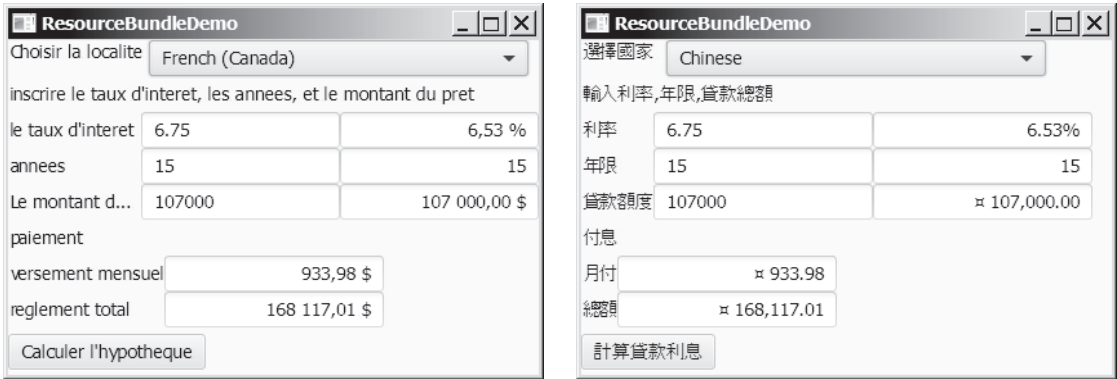 ResourceBundleDemo
Choisir la localite French (Canada)
inscrire le taux d'interet, les annees, et le montant du pret
le taux d'interet 6.75 6,53 %
annees 15 15
Le montant d... 107000 107 000,00 $
paiement
versement mensuel 933,98 $
reglement total 168 117,01 $
Calculer l'hypotheque
ResourceBundleDemo
選擇國家 Chinese
輸入利率,年限,貸款總額
利率 6.75 6.53%
年限 15 15
貸款額度 107000 ¤ 107,000.00
付息
月付 ¤ 933.98
總額 ¤ 168,117.01
計算貸款利息